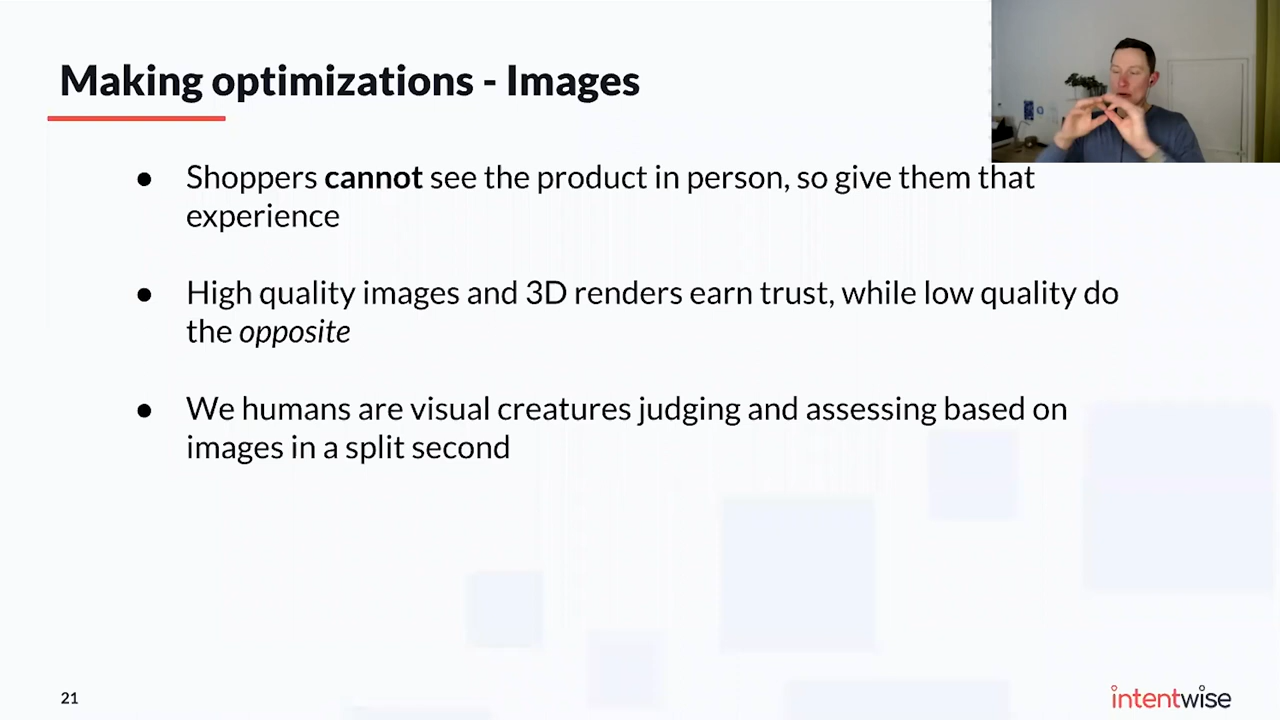 Making optimizations - Images
● Shoppers cannot see the product in person, so give them that
experience
● High quality images and 3D renders earn trust, while low quality do
the opposite
● We humans are visual creatures judging and assessing based on
images in a split second
21
intentwise